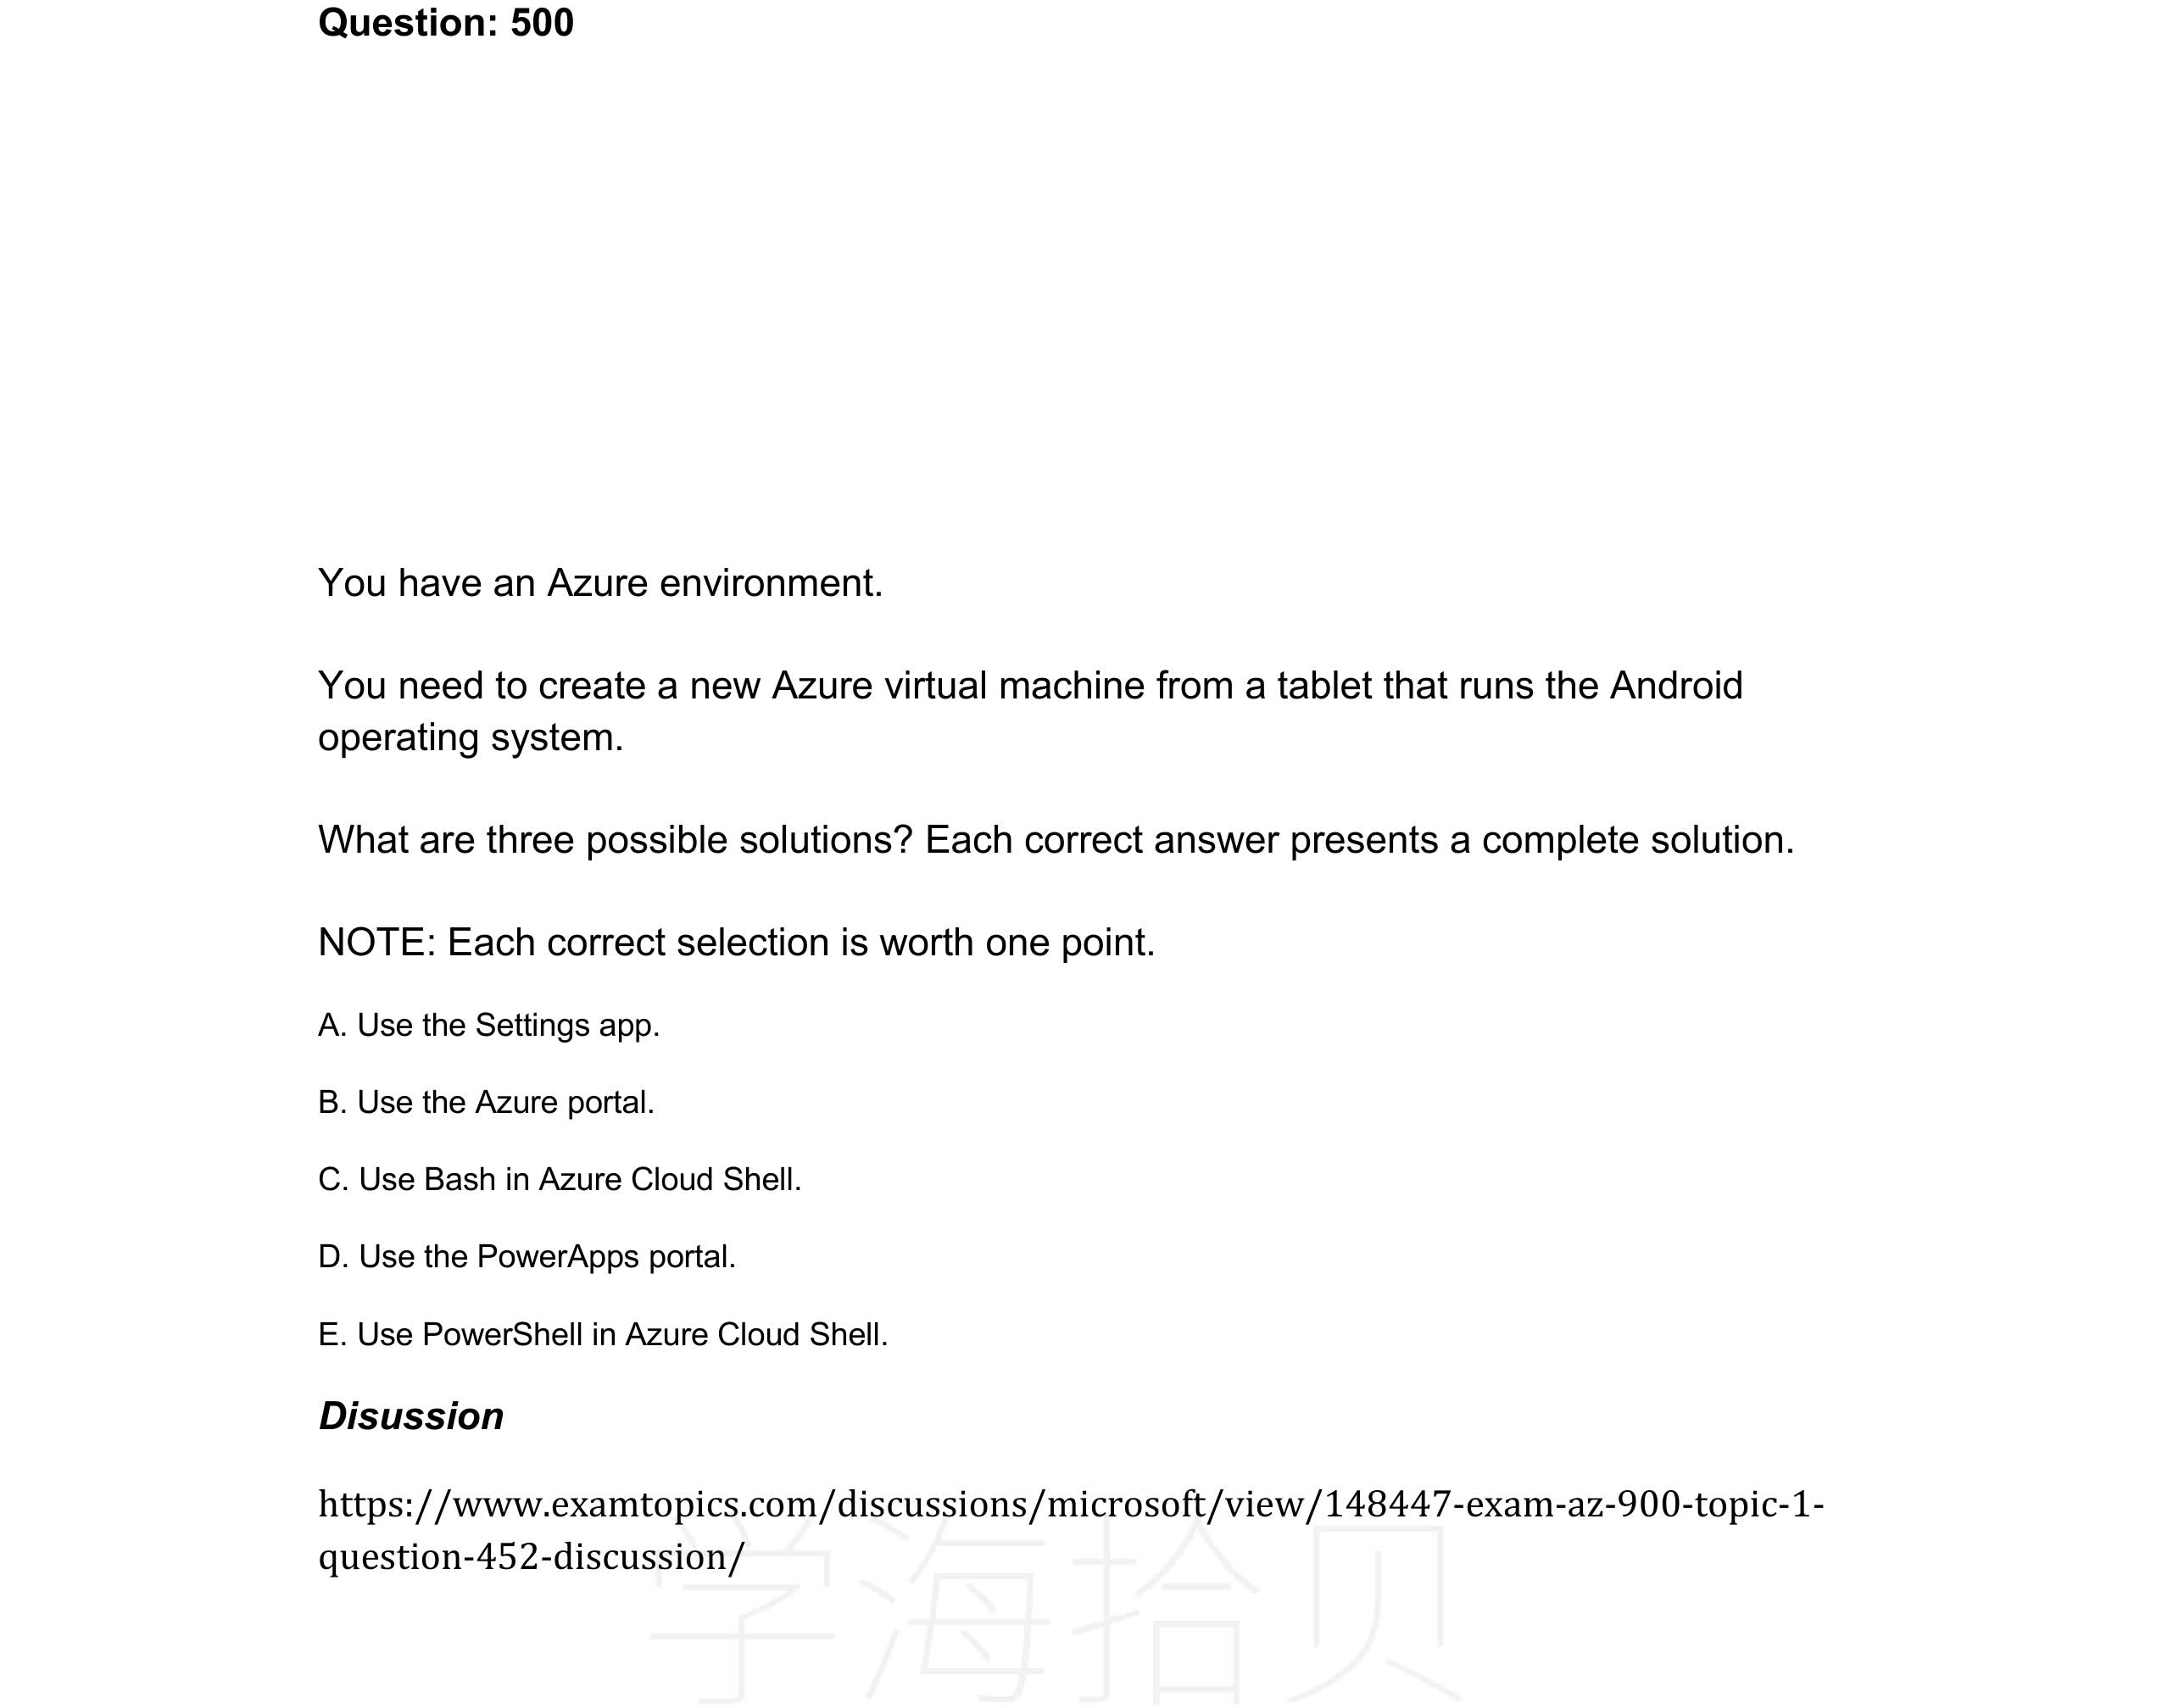 Question: 500
You have an Azure environment.
You need to create a new Azure virtual machine from a tablet that runs the Android
operating system.
What are three possible solutions? Each correct answer presents a complete solution.
NOTE: Each correct selection is worth one point.
A. Use the Settings app.
B. Use the Azure portal.
C. Use Bash in Azure Cloud Shell.
D. Use the PowerApps portal.
E. Use PowerShell in Azure Cloud Shell.
Disussion
https://www.examtopics.com/discussions/microsoft/view/148447-exam-az-900-topic-1-
question-452-discussion/
学海拾贝